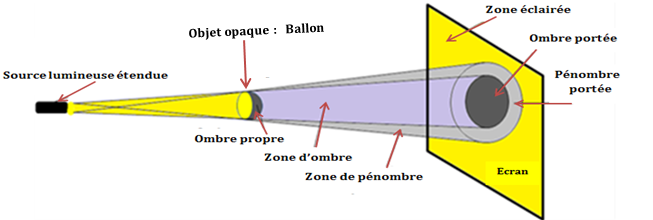 Zone éclairée
Objet opaque : Ballon
Ombre portée
Source lumineuse étendue
Pénombre
portée
Ombre propre
Zone d'ombre
Zone de pénombre
Ecran